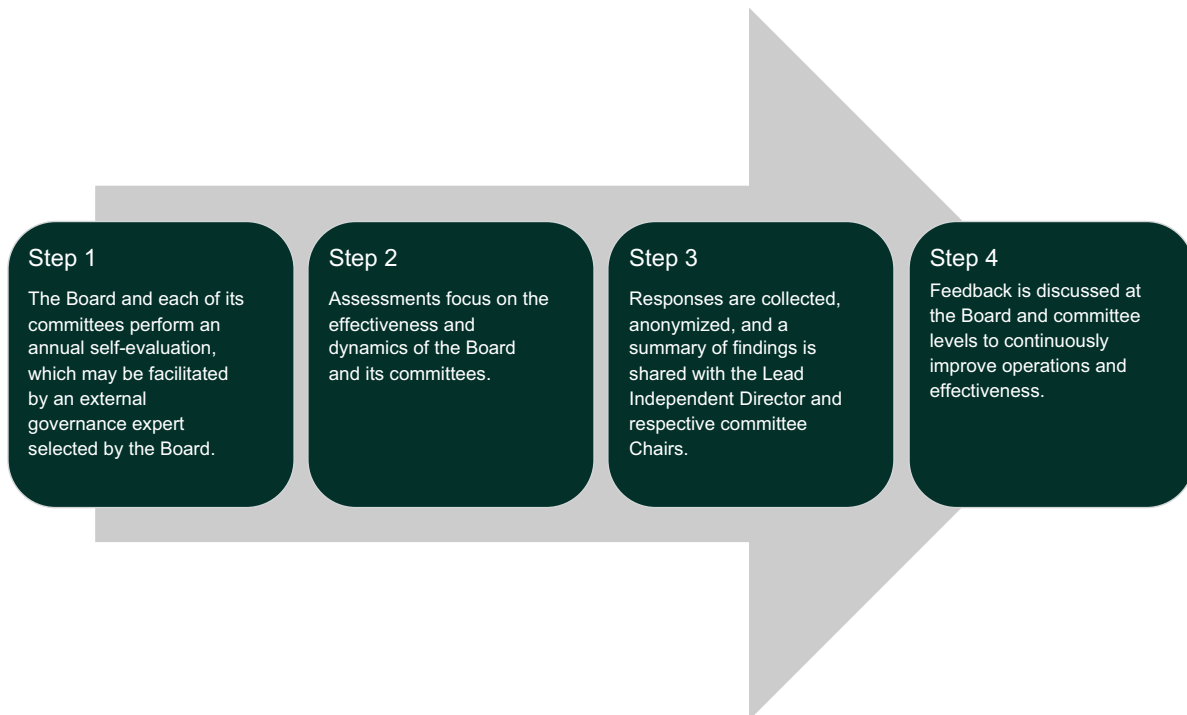 Step 1
The Board and each of its
committees perform an
annual self-evaluation,
which may be facilitated
by an external
governance expert
selected by the Board.
Step 2
Assessments focus on the
effectiveness and
dynamics of the Board
and its committees.
Step 3
Responses are collected,
anonymized, and a
summary of findings is
shared with the Lead
Independent Director and
respective committee
Chairs.
Step 4
Feedback is discussed at
the Board and committee
levels to continuously
improve operations and
effectiveness.